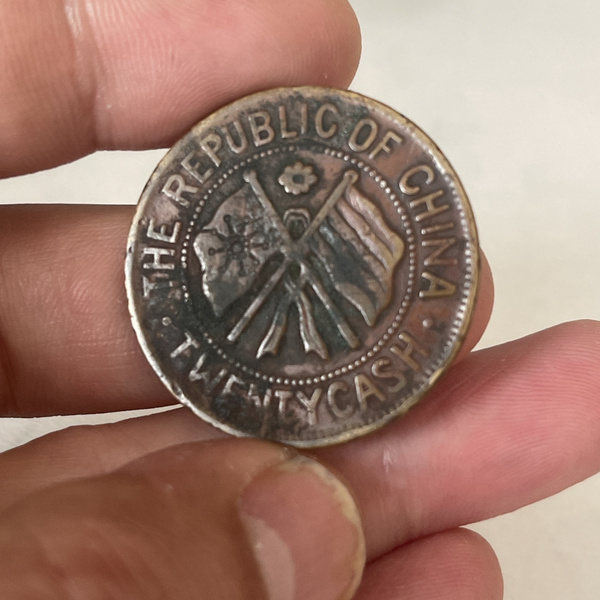 THE REPUBLIC OF CHINA
TWENTY CASH